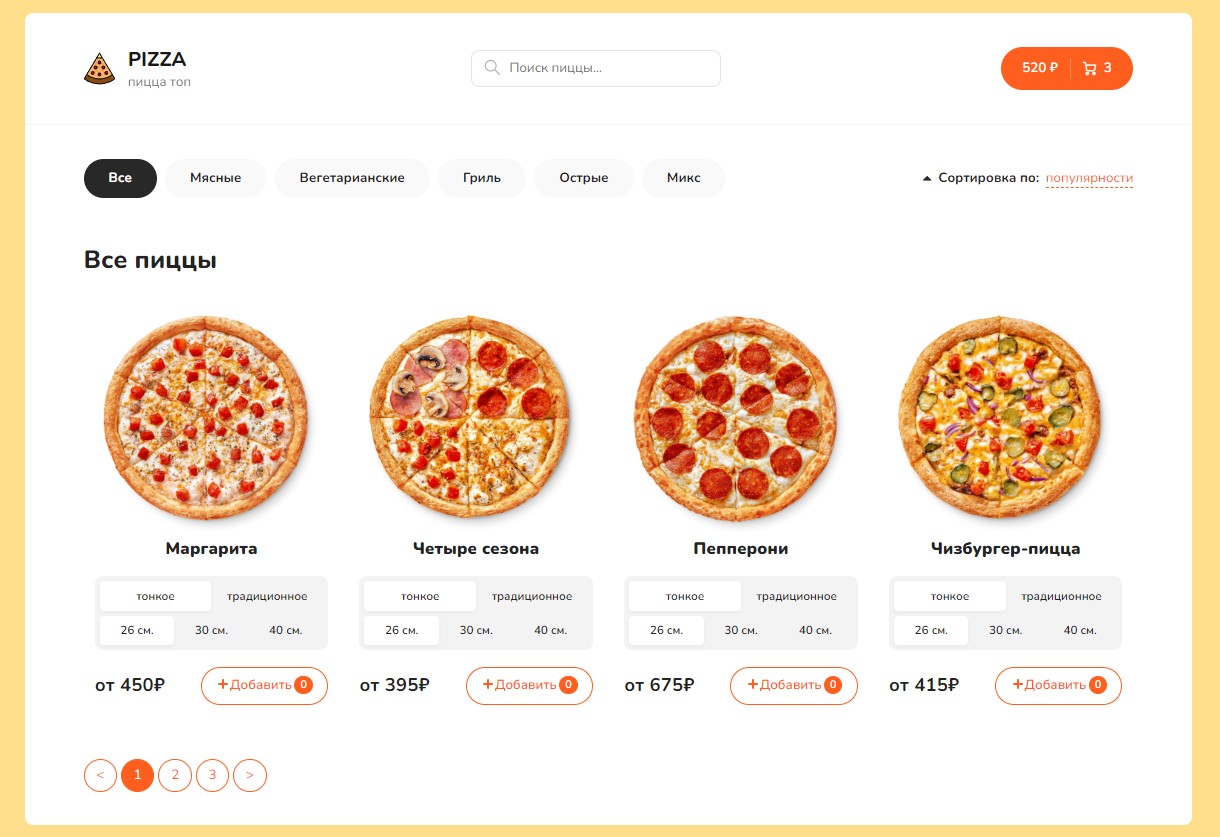 PIZZA
пицца топ
Поиск пиццы...
520 ₽ 3
Все Мясные Вегетарианские Гриль Острые Микс Сортировка по: популярности
Все пиццы
Маргарита Четыре сезона Пепперони Чизбургер-пицца
тонкое традиционное тонкое традиционное тонкое традиционное тонкое традиционное
26 см. 30 см. 40 см. 26 см. 30 см. 40 см. 26 см. 30 см. 40 см. 26 см. 30 см. 40 см.
от 450₽ +Добавить 0 от 395₽ +Добавить 0 от 675₽ +Добавить 0 от 415₽ +Добавить 0
< 1 2 3 >